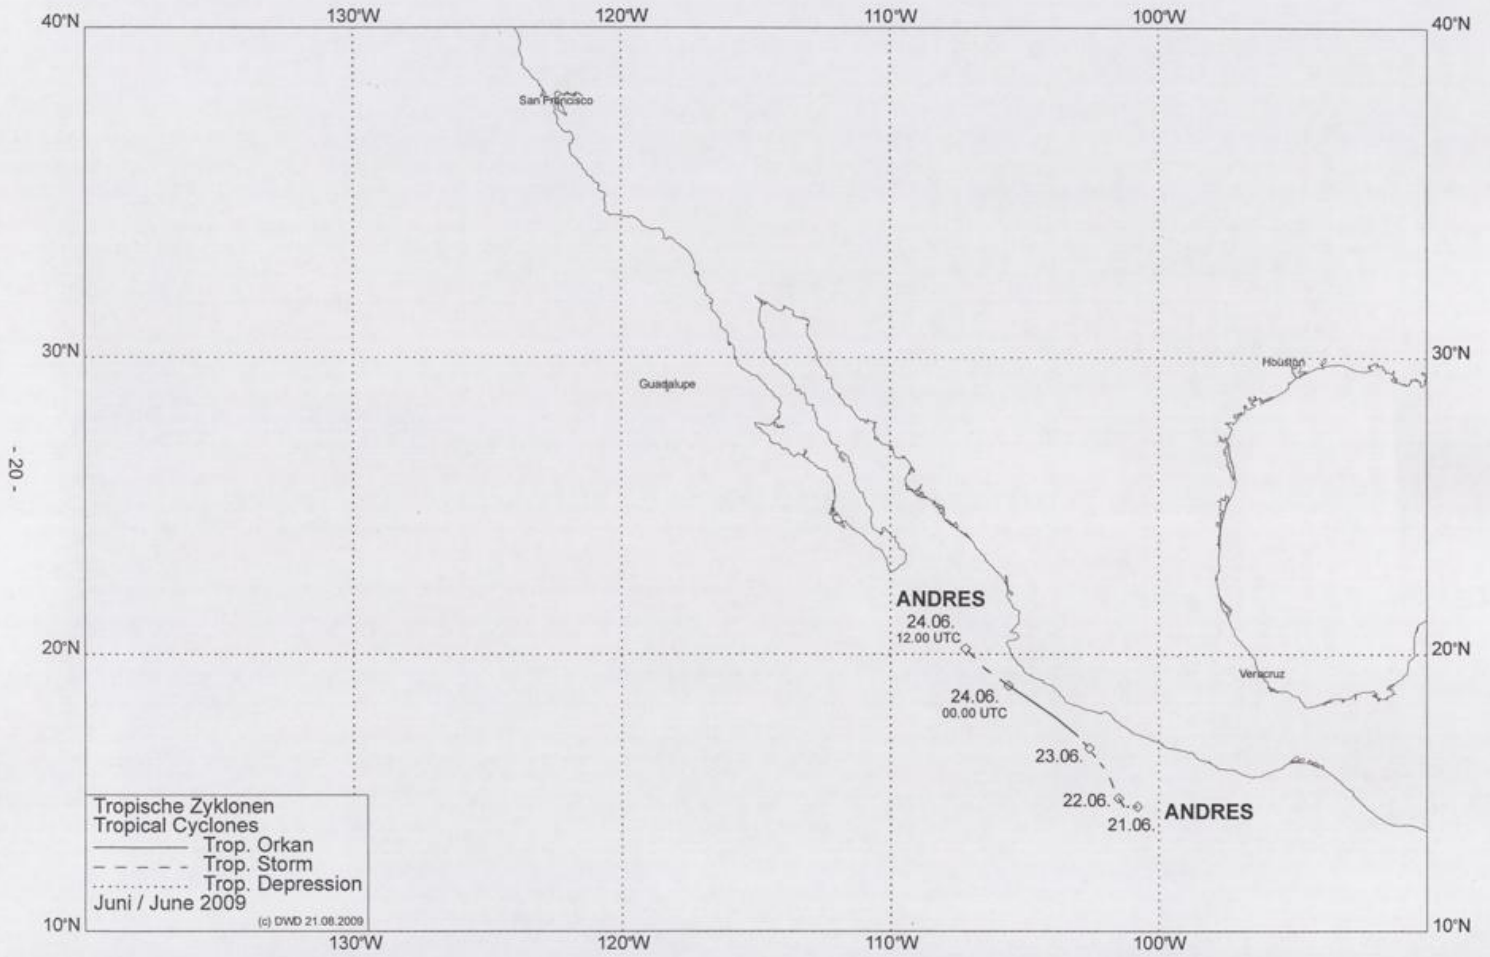 130°W 120°W 110°W 100°W
40°N 40°N
San Francisco
30°N 30°N
Houston
Guadalupe
- 20 -
ANDRES
24.06.
12.00 UTC
20°N 20°N
Veracruz
24.06.
00.00 UTC
23.06.
22.06.
ANDRES
21.06.
Tropische Zyklonen
Tropical Cyclones
Trop. Orkan
Trop. Storm
Trop. Depression
Juni / June 2009
(c) DWD 21.08.2009
10°N 10°N
130°W 120°W 110°W 100°W